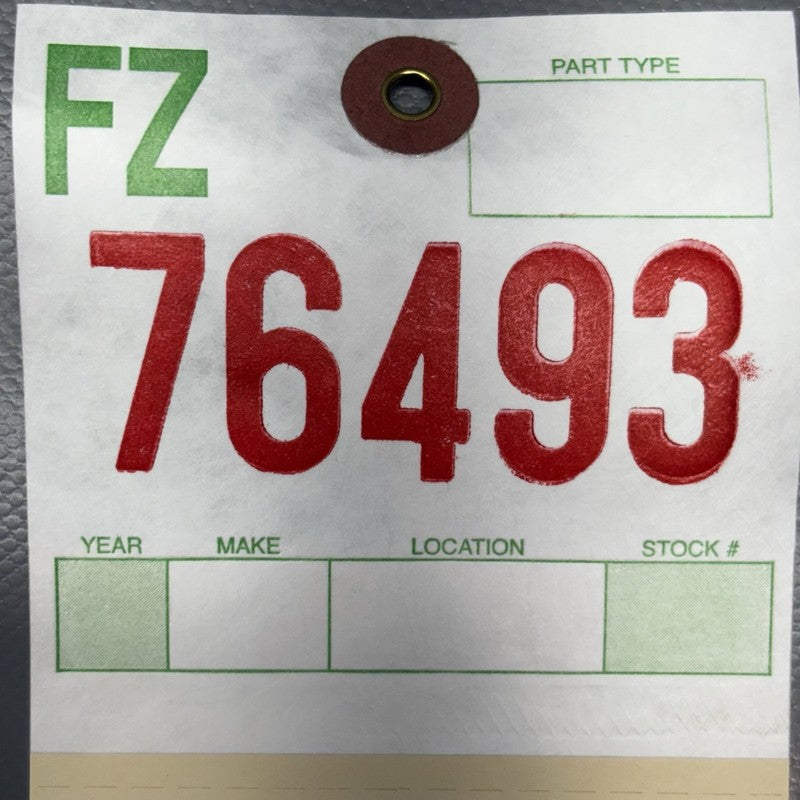 FZ
PART TYPE
76493
YEAR MAKE LOCATION STOCK #